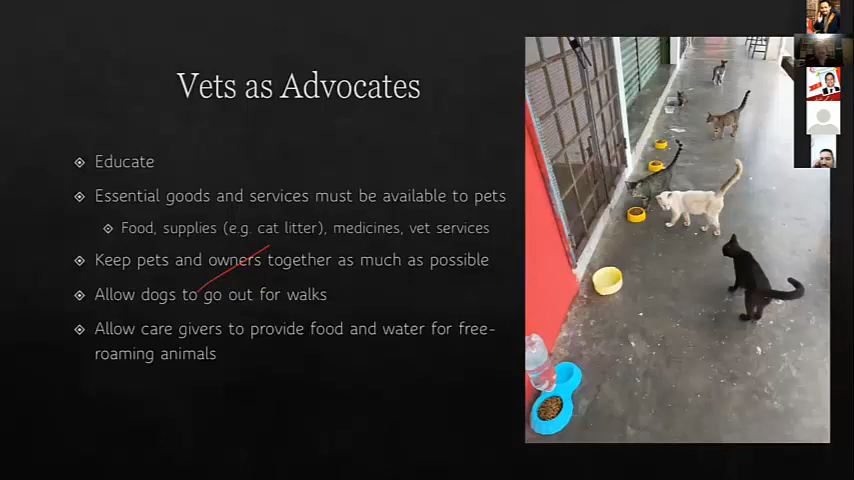 Vets as Advocates
Educate
Essential goods and services must be available to pets
Food, supplies (e.g. cat litter), medicines, vet services
Keep pets and owners together as much as possible
Allow dogs to go out for walks
Allow care givers to provide food and water for free-
roaming animals